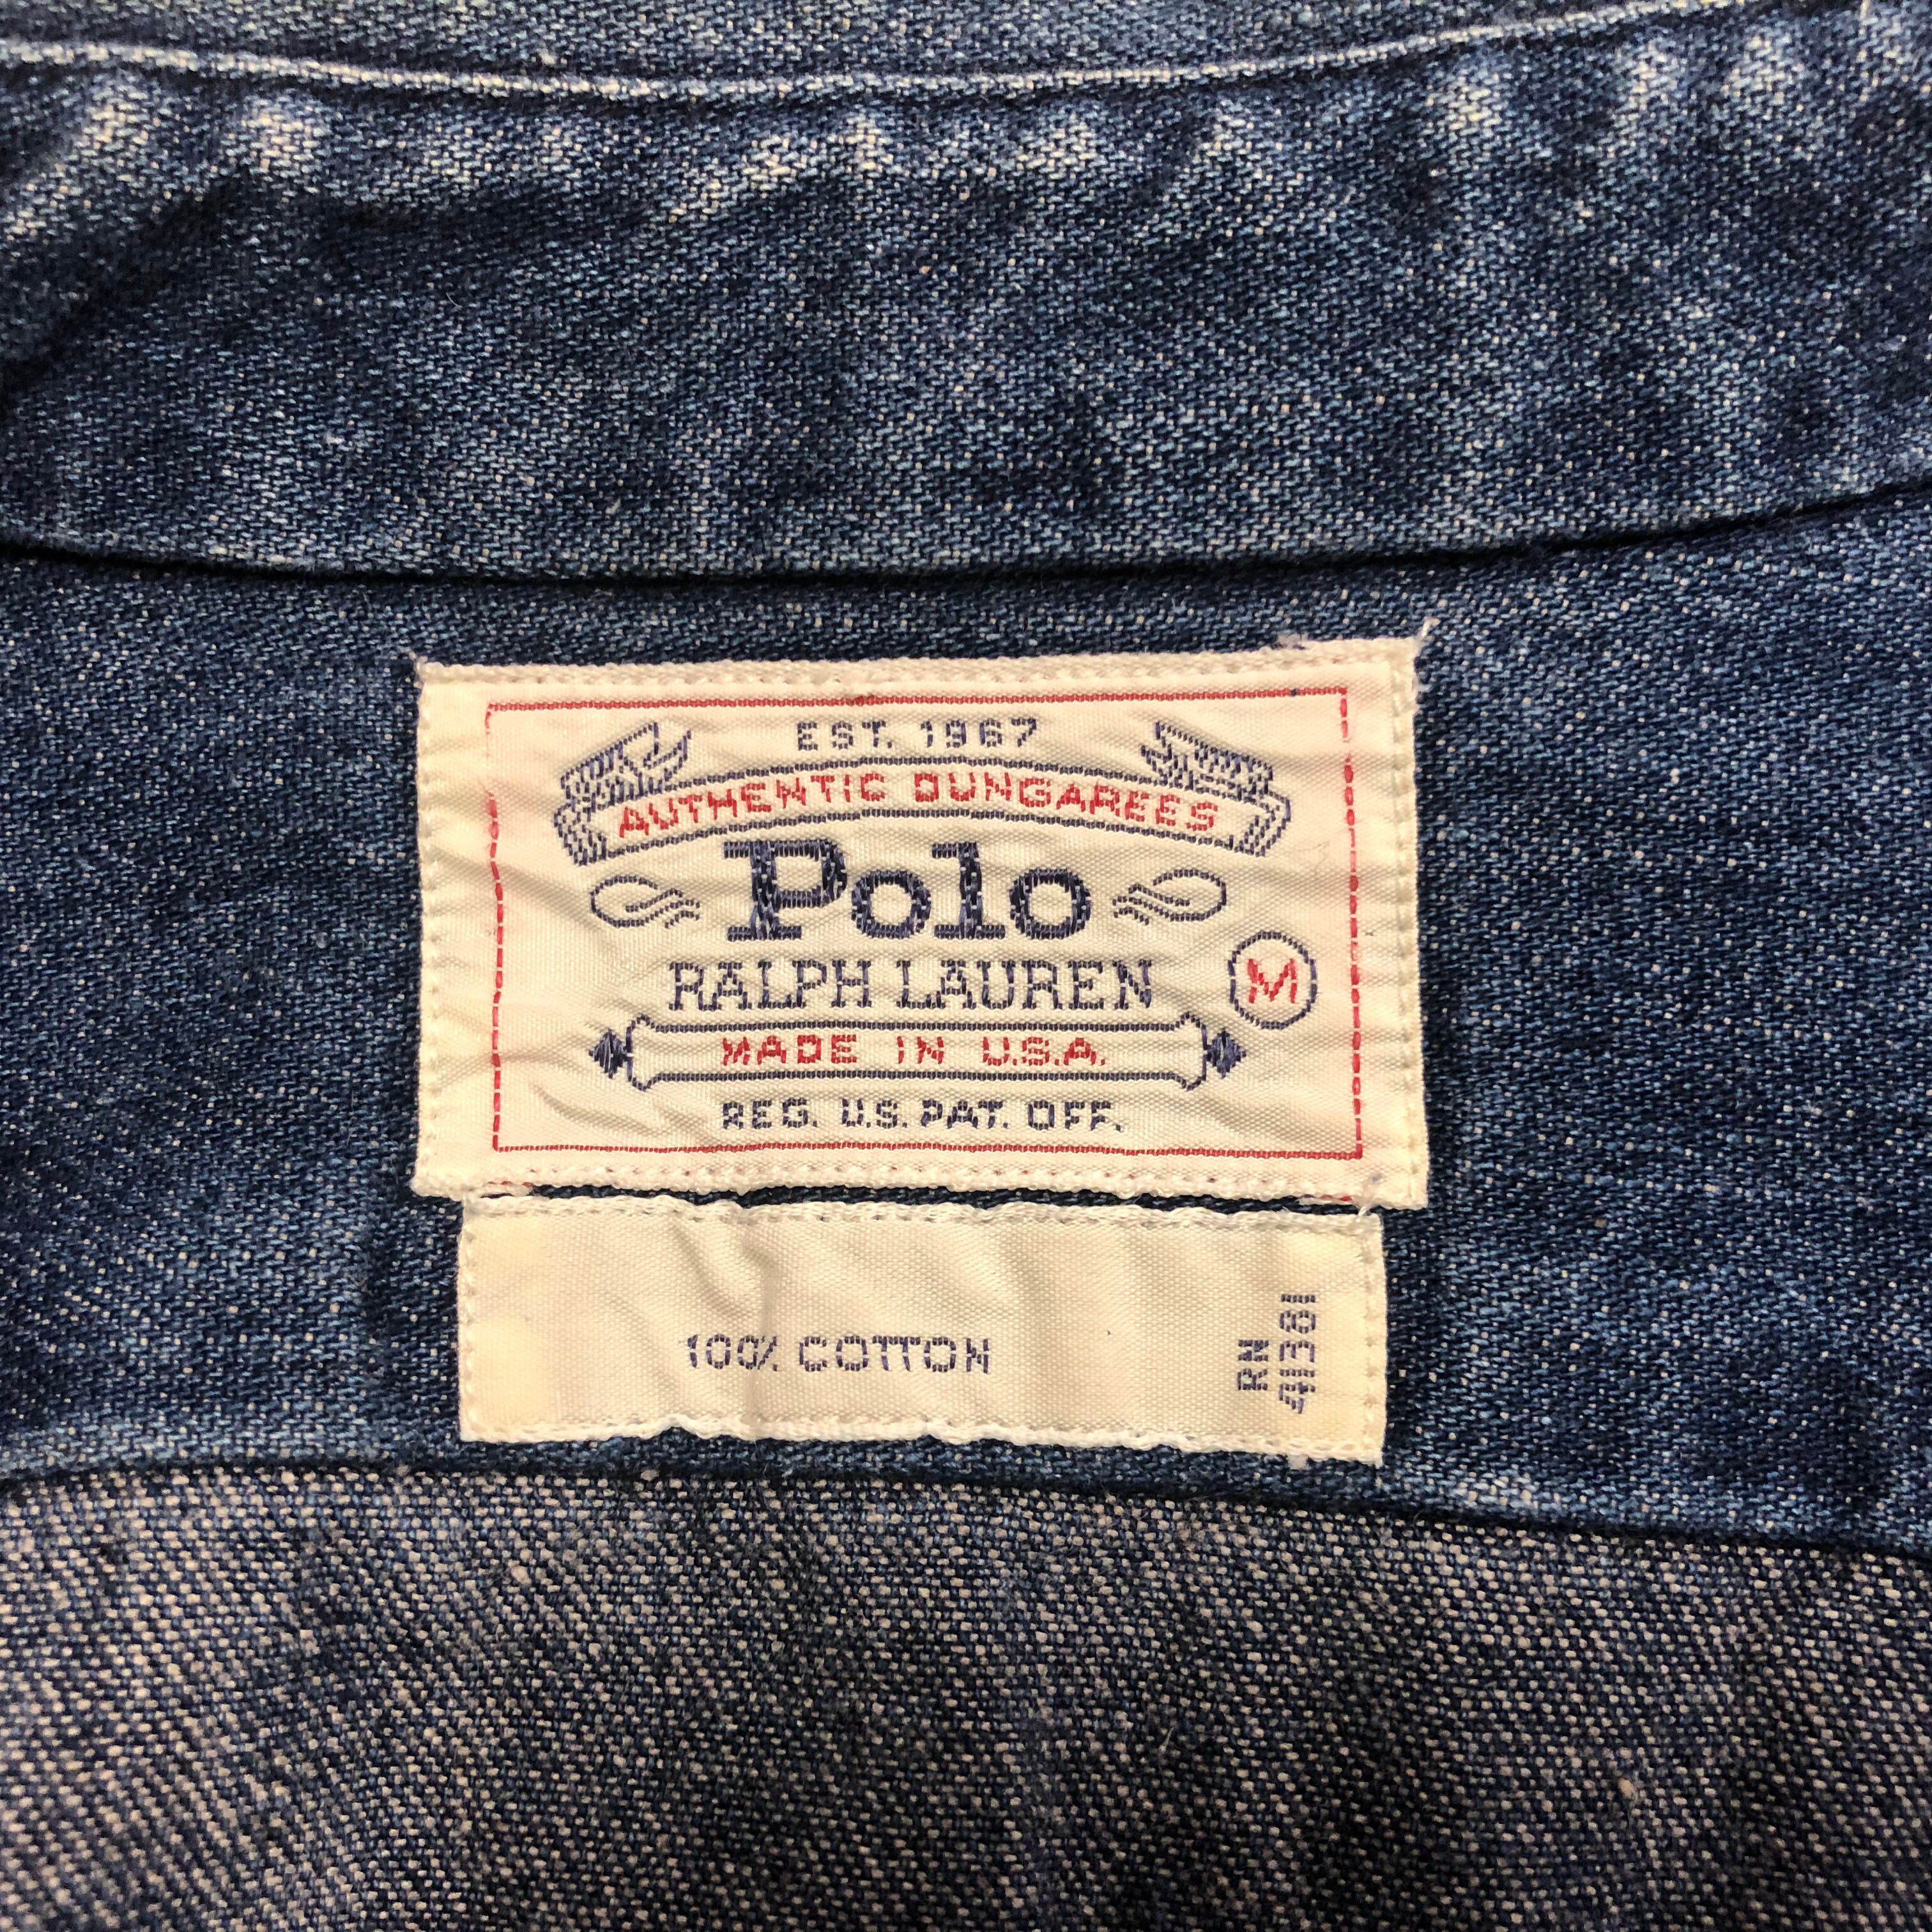 EST. 1967
AUTHENTIC DUNGAREES
Polo
RALPH LAUREN
M
MADE IN U.S.A.
REG. U.S. PAT. OFF.
100% COTTON
RN
41381